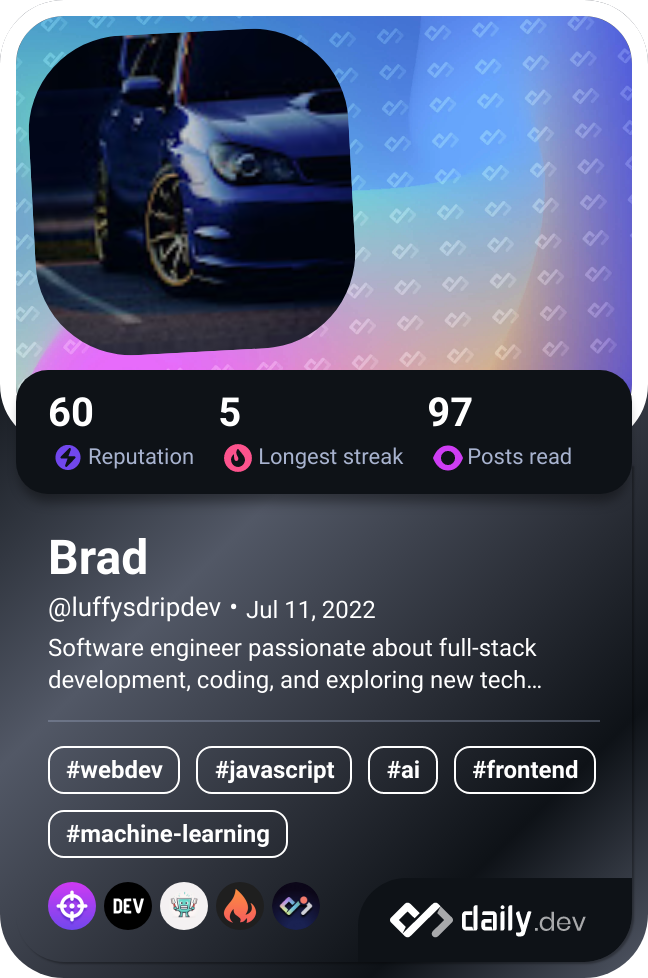 60 5 97
Reputation Longest streak Posts read
Brad
@luffysdripdev • Jul 11, 2022
Software engineer passionate about full-stack
development, coding, and exploring new tech…
#webdev #javascript #ai #frontend
#machine-learning
DEV daily.dev